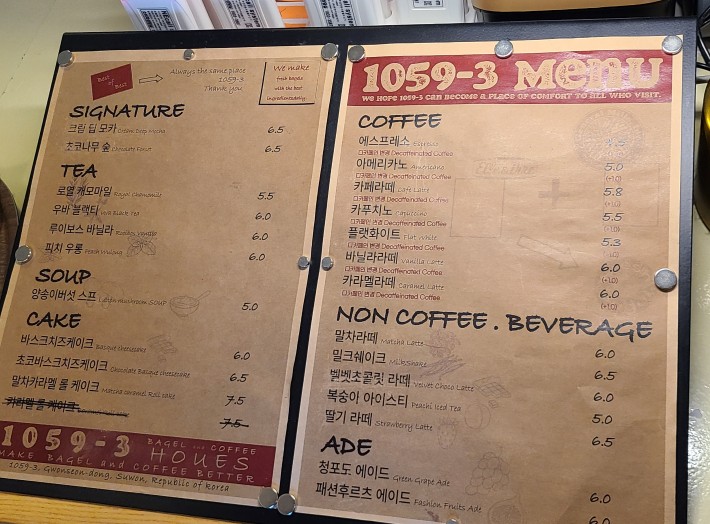 Best of Best
Always the same place
1059-3
Thank you
We make
fresh bagels
with the best
ingredients daily.
SIGNATURE
크림 딥 모카 Cream Deep Mocha 6.5
초코나무 숲 Chocolate Forest 6.5
TEA
로얄 캐모마일 Royal Chamomile 5.5
우바 블랙티 Uva Black Tea 6.0
루이보스 바닐라 Rooibos Vanilla 6.0
피치 우롱 Peach Wulong 6.0
SOUP
양송이버섯 스프 button mushroom SOUP 5.0
CAKE
바스크치즈케이크 Basque cheesecake 6.0
초코바스크치즈케이크 Chocolate Basque cheesecake 6.5
말차카라멜 롤 케이크 Matcha caramel Roll cake 7.5
카라멜 롤 케이크 7.5
1059-3 BAGEL and COFFEE
HOUES
MAKE BAGEL and COFFEE BETTER
1059-3, Gwonseon-dong, Suwon, Republic of Korea
1059-3 MENU
WE HOPE 1059-3 CAN BECOME A PLACE OF COMFORT TO ALL WHO VISIT.
COFFEE
에스프레소 Espresso 4.5
디카페인 변경 Decaffeinated Coffee
아메리카노 Americano 5.0
디카페인 변경 Decaffeinated Coffee (+1.0)
카페라떼 Cafe Latte 5.8
디카페인 변경 Decaffeinated Coffee (+1.0)
카푸치노 Capuccino 5.5
디카페인 변경 Decaffeinated Coffee (+1.0)
플랫화이트 Flat White 5.3
디카페인 변경 Decaffeinated Coffee (+1.0)
바닐라라떼 Vanilla Latte 6.0
디카페인 변경 Decaffeinated Coffee (+1.0)
카라멜라떼 Caramel Latte 6.0
디카페인 변경 Decaffeinated Coffee (+1.0)
NON COFFEE . BEVERAGE
말차라떼 Matcha Latte 6.0
밀크쉐이크 MilkShake 6.5
벨벳초콜릿 라떼 Velvet Choco Latte 6.0
복숭아 아이스티 Peach Iced Tea 5.0
딸기 라떼 Strawberry Latte 6.5
ADE
청포도 에이드 Green Grape Ade 6.0
패션후르츠 에이드 Fashion Fruits Ade 6.0